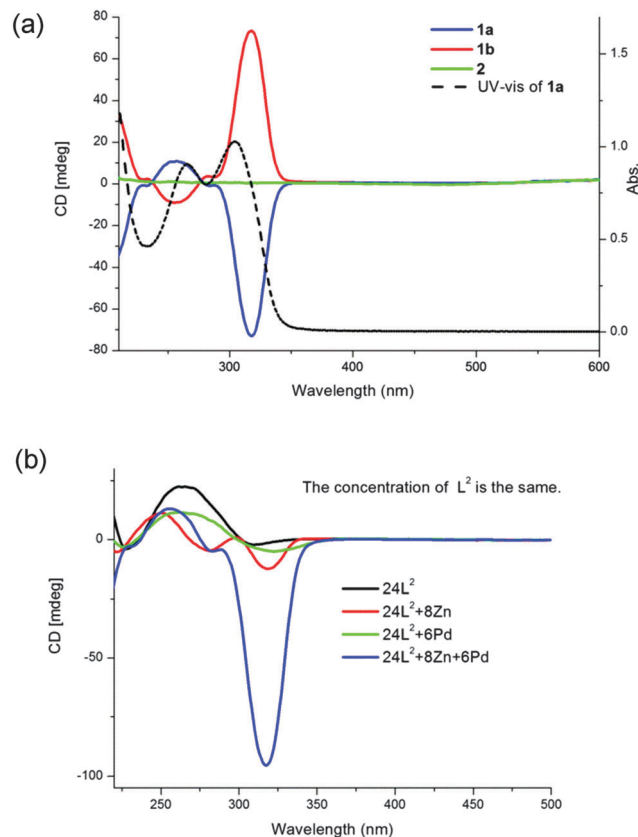 (a)
80
60
40
20
0
-20
-40
-60
-80
CD [mdeg]
1a
1b
2
UV-vis of 1a
1.5
1.0
0.5
0.0
Abs.
300
400
500
600
Wavelength (nm)
(b)
The concentration of L² is the same.
0
-50
-100
CD [mdeg]
24L²
24L²+8Zn
24L²+6Pd
24L²+8Zn+6Pd
250
300
350
400
450
500
Wavelength (nm)